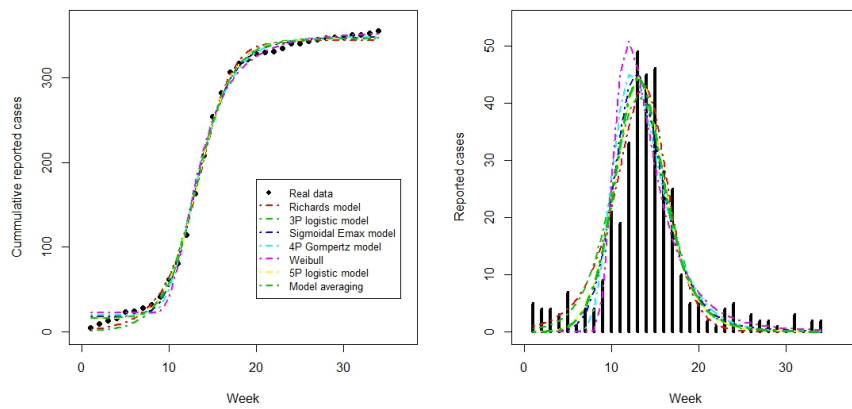 Cummulative reported cases
0
100
200
300
0
10
20
30
Week
Real data
Richards model
3P logistic model
Sigmoidal Emax model
4P Gompertz model
Weibull
5P logistic model
Model averaging
Reported cases
0
10
20
30
40
50
0
10
20
30
Week